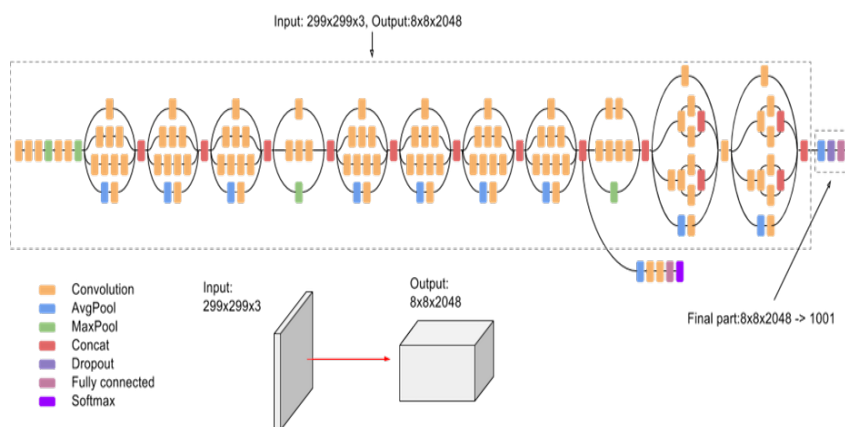 Input: 299x299x3, Output:8x8x2048
Input:
299x299x3
Output:
8x8x2048
Convolution
AvgPool
MaxPool
Concat
Dropout
Fully connected
Softmax
Final part:8x8x2048 -> 1001